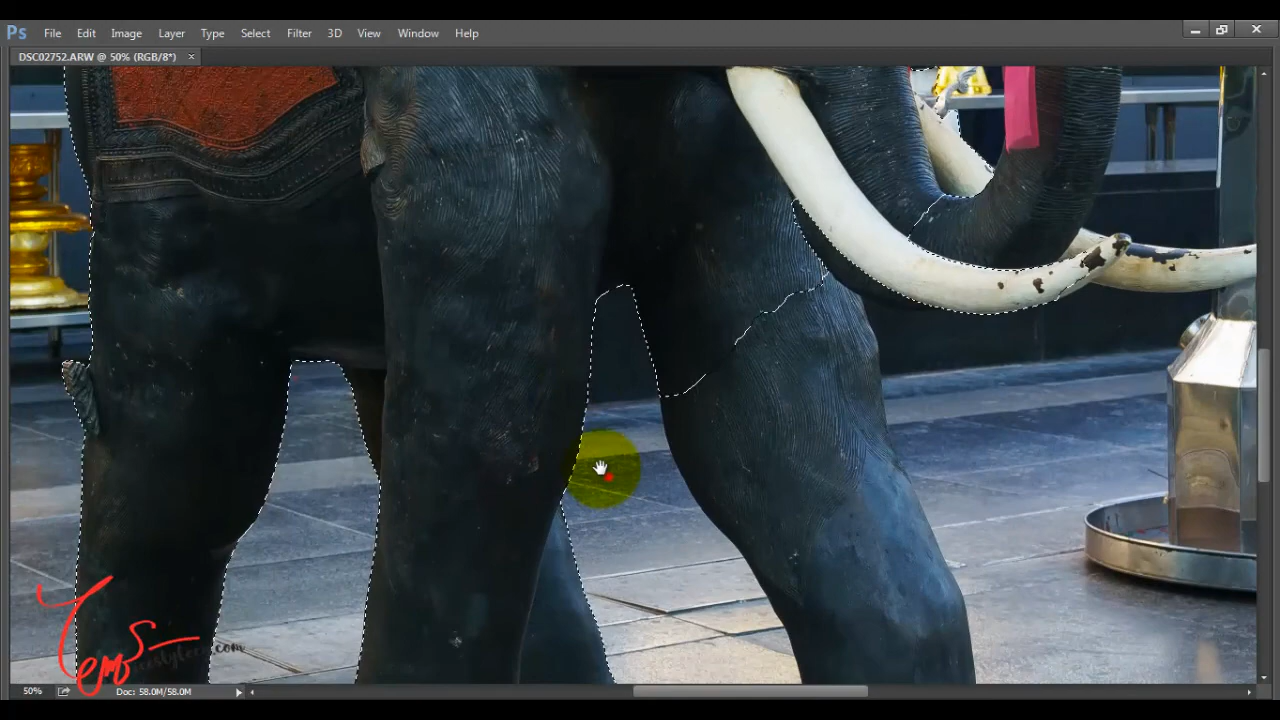 Ps File Edit Image Layer Type Select Filter 3D View Window Help
DSC02752.ARW @ 50% (RGB/8*) ×
50% Doc: 58.0M/58.0M